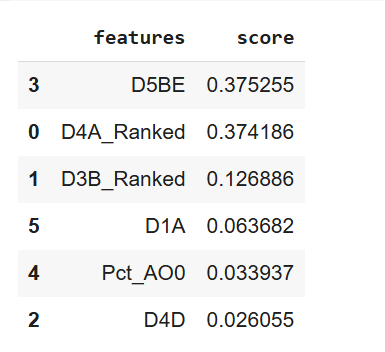 features score
3 D5BE 0.375255
0 D4A_Ranked 0.374186
1 D3B_Ranked 0.126886
5 D1A 0.063682
4 Pct_AO0 0.033937
2 D4D 0.026055